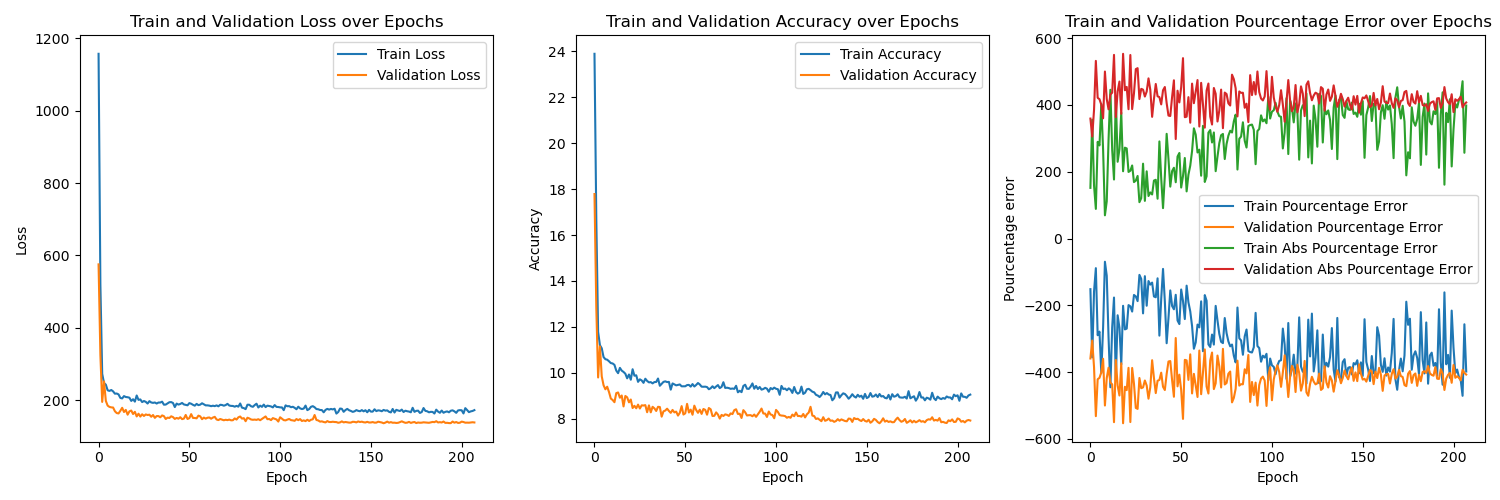 Train and Validation Loss over Epochs
1200
1000
800
600
400
200
0
50
100
150
200
Loss
Epoch
Train Loss
Validation Loss
Train and Validation Accuracy over Epochs
24
22
20
18
16
14
12
10
8
0
50
100
150
200
Accuracy
Epoch
Train Accuracy
Validation Accuracy
Train and Validation Pourcentage Error over Epochs
600
400
200
0
−200
−400
−600
0
50
100
150
200
Pourcentage error
Epoch
Train Pourcentage Error
Validation Pourcentage Error
Train Abs Pourcentage Error
Validation Abs Pourcentage Error